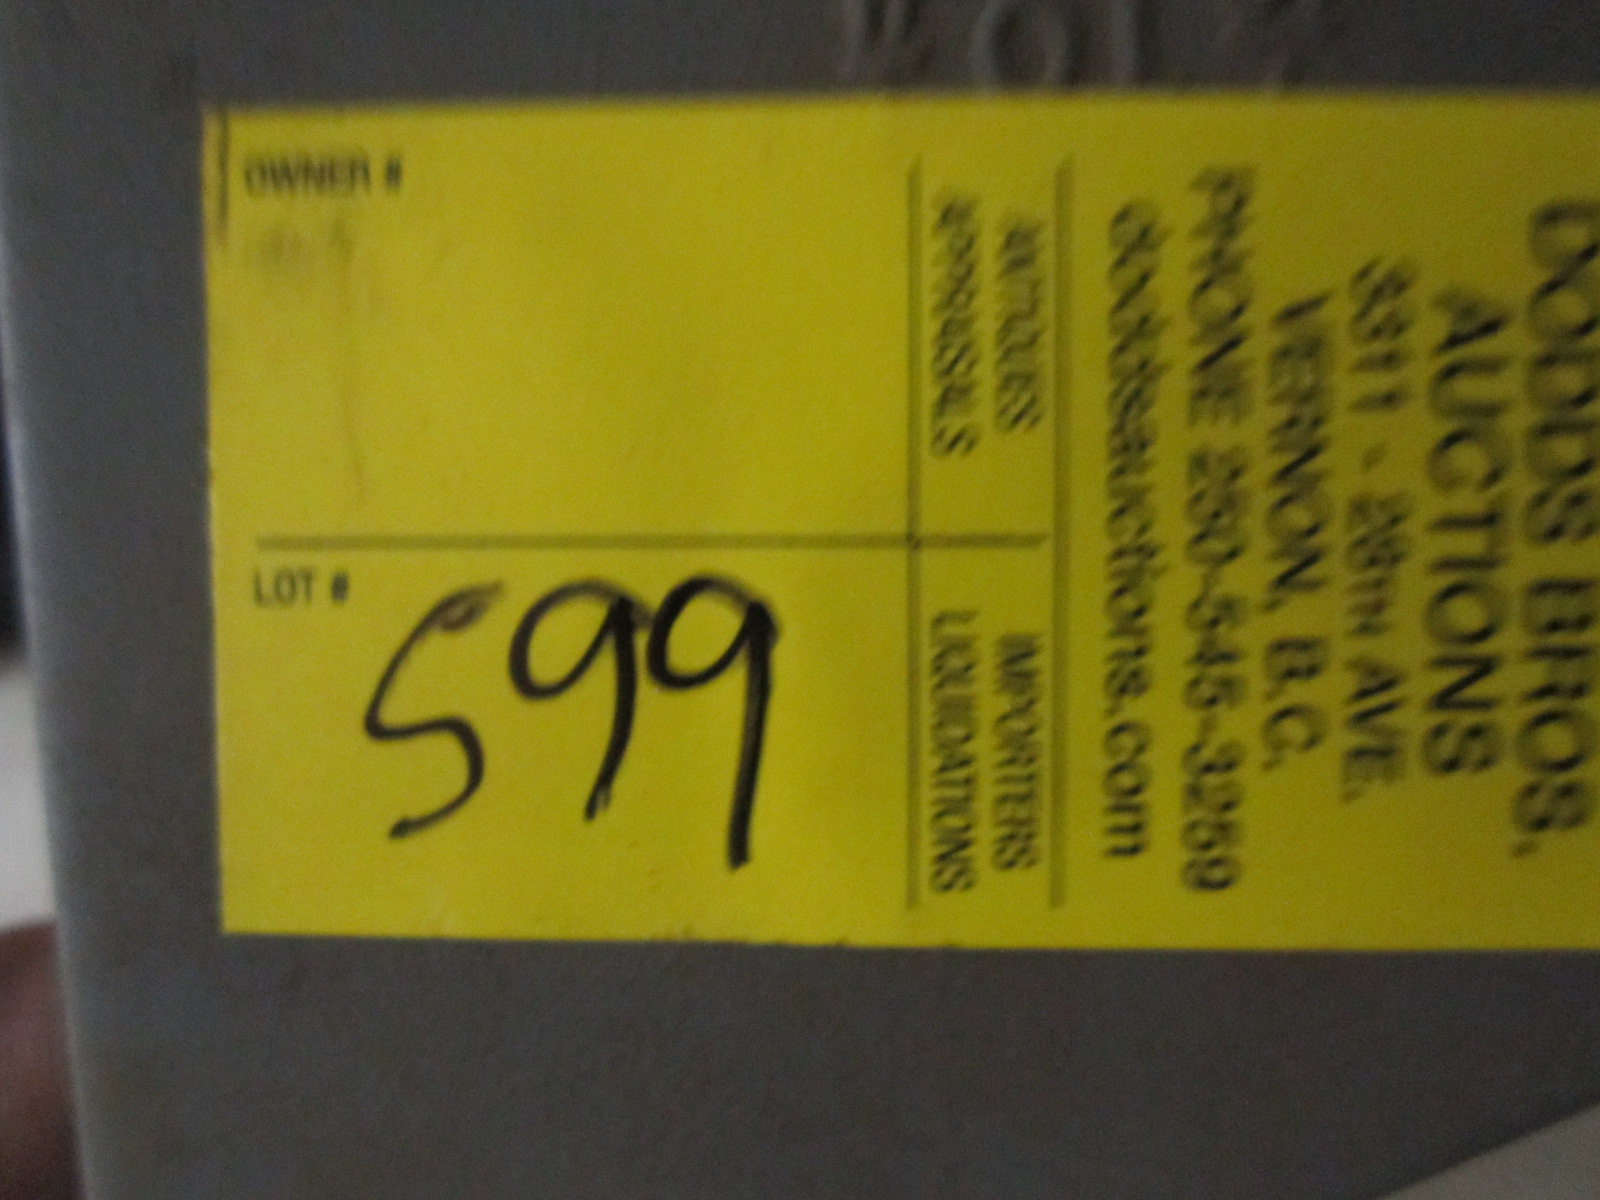 DODDS BROS.
AUCTIONS
3311 - 28TH AVE.
VERNON, B.C.
PHONE 250-545-3259
doddsauctions.com
ANTIQUES IMPORTERS
APPRAISALS LIQUIDATIONS
OWNER #
LOT #
599